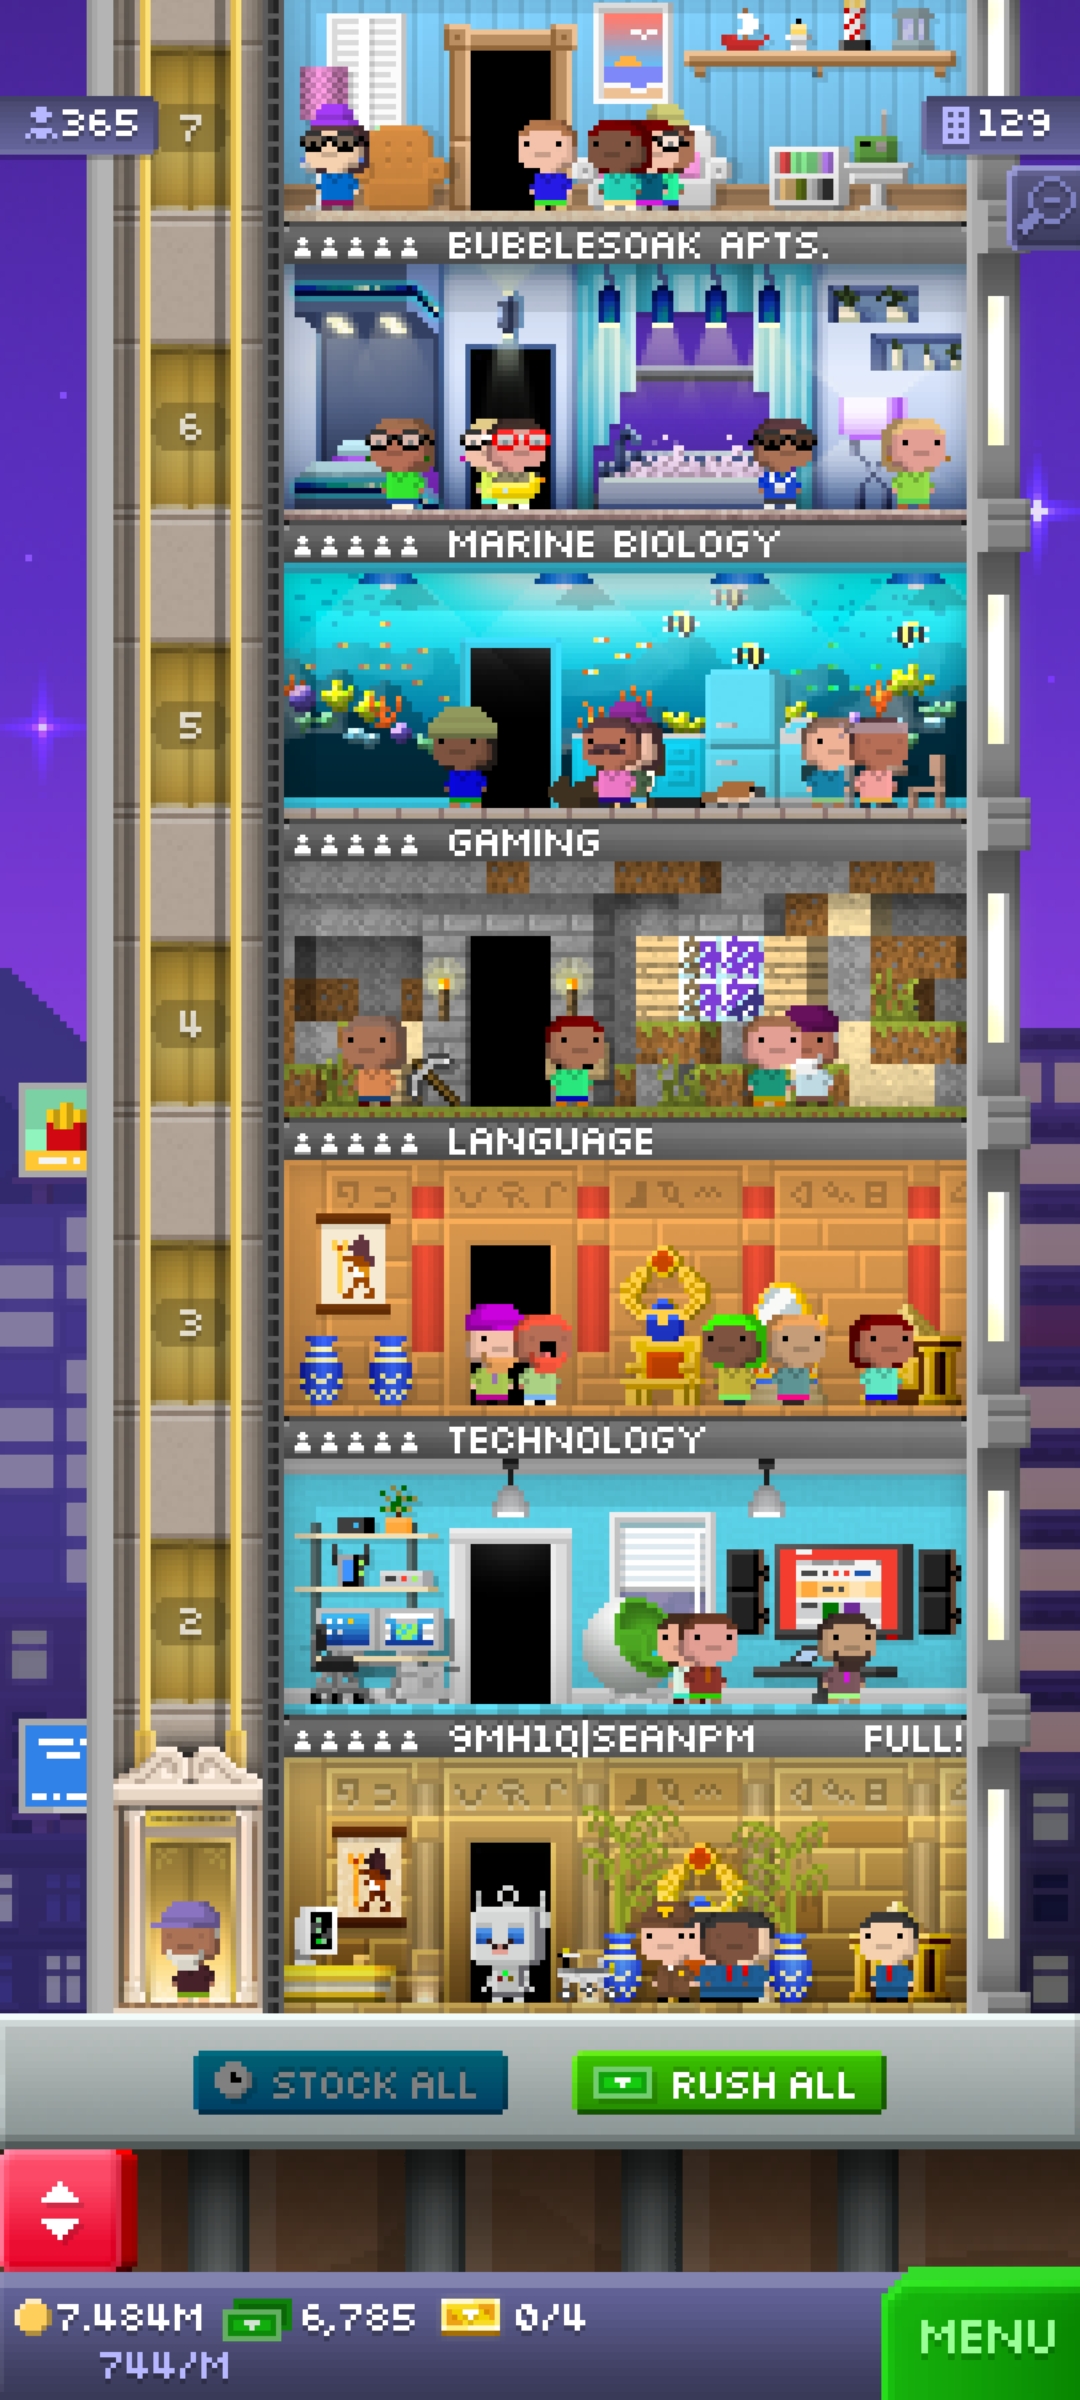 365
7
129
BUBBLESOAK APTS.
6
MARINE BIOLOGY
5
GAMING
4
LANGUAGE
3
TECHNOLOGY
2
9MH1Q|SEANPM FULL!
STOCK ALL RUSH ALL
7.484M 6,785 0/4
744/M
MENU